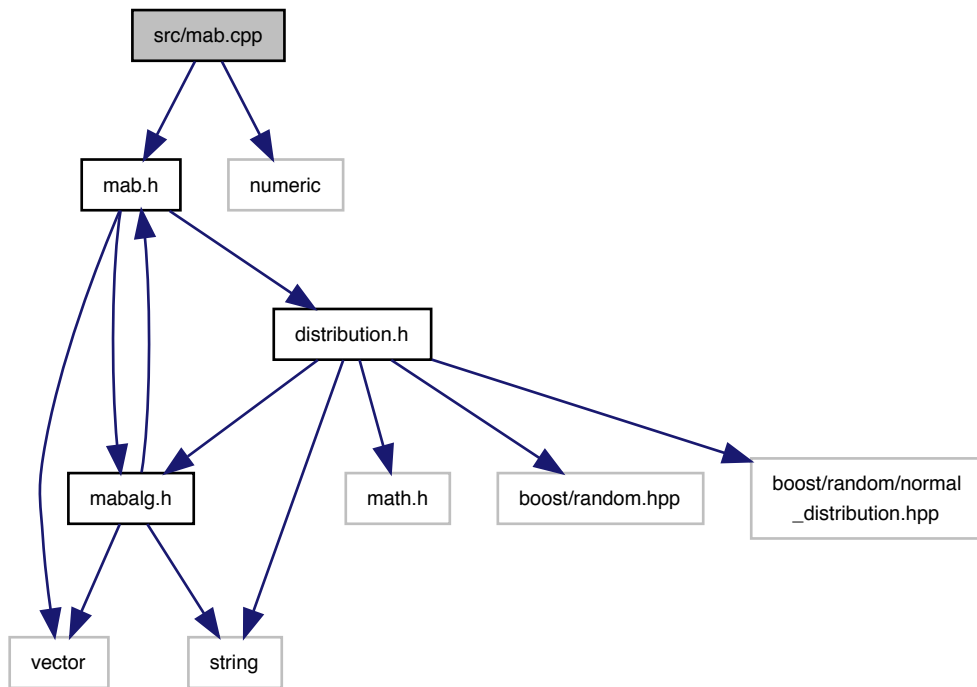 src/mab.cpp
mab.h
numeric
distribution.h
mabalg.h
math.h
boost/random.hpp
boost/random/normal
_distribution.hpp
vector
string